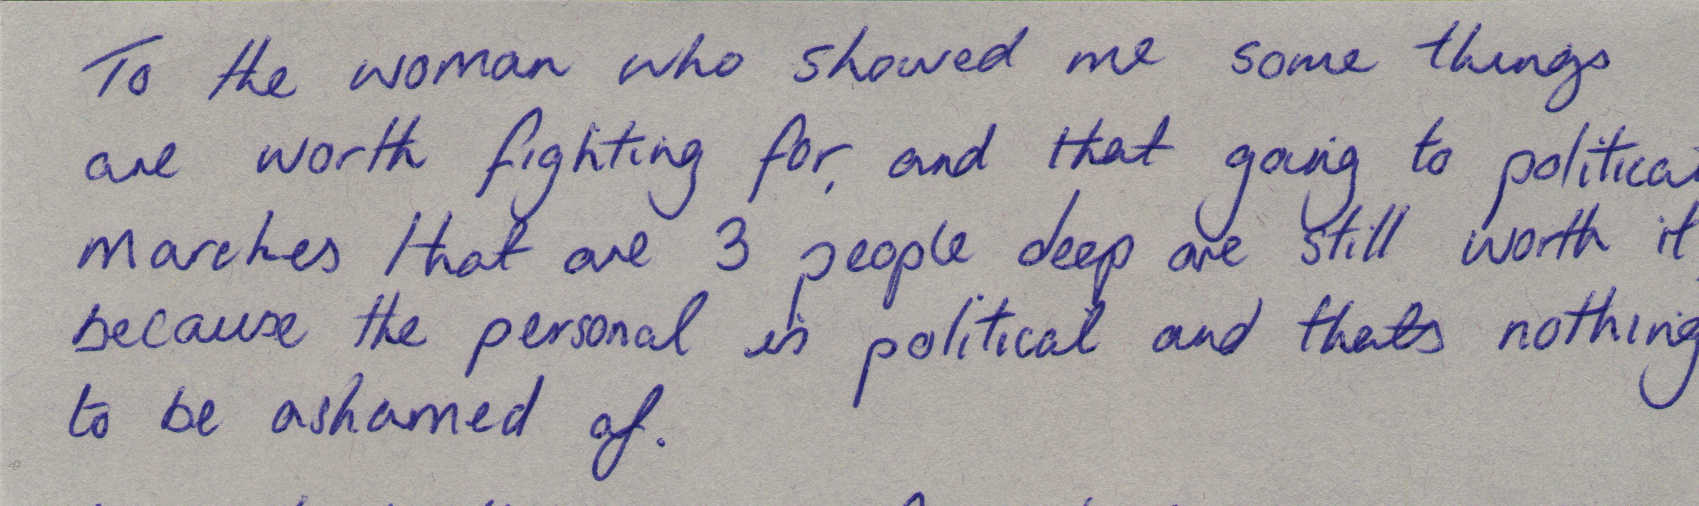 To the woman who showed me some things
are worth fighting for, and that going to political
marches that are 3 people deep are still worth it
because the personal is political and thats nothing
to be ashamed of.